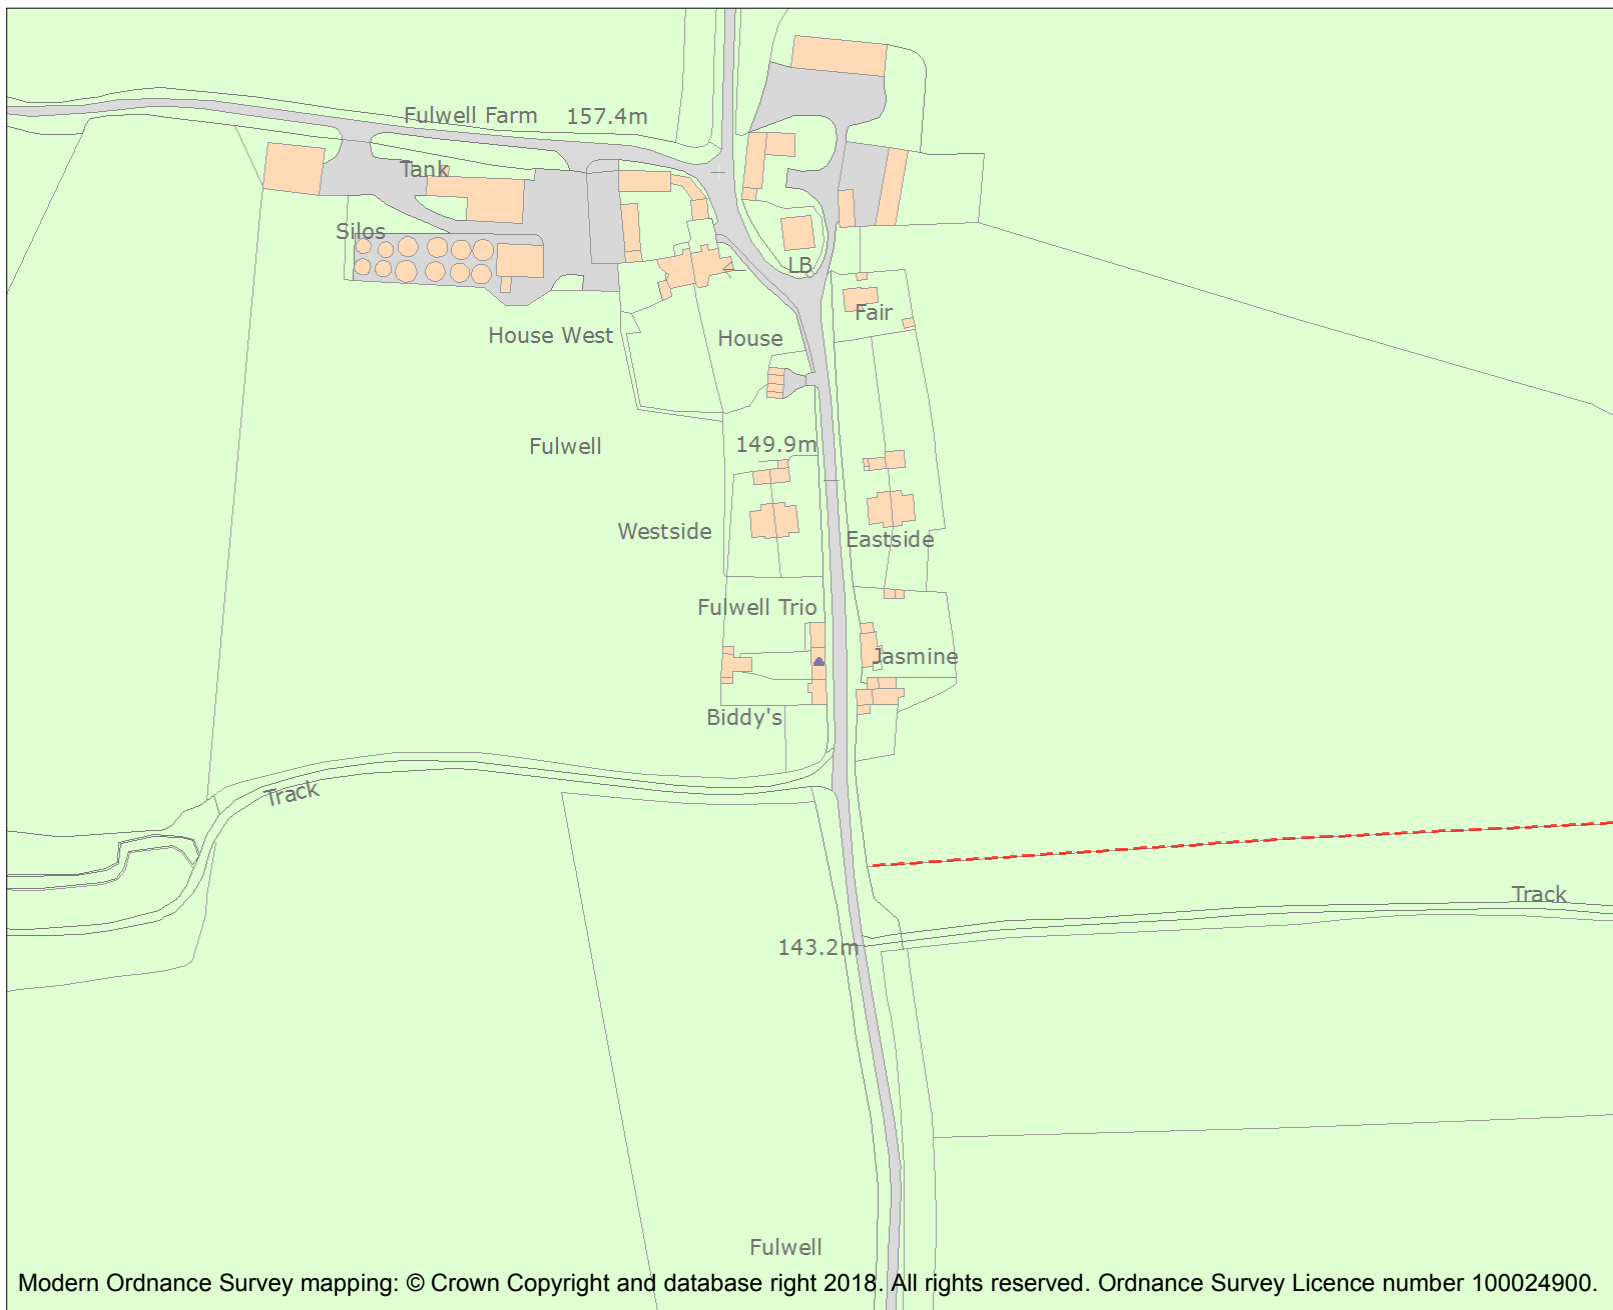 Fulwell Farm 157.4m
Tank
Silos
LB
Fair
House West
House
149.9m
Fulwell
Westside
Eastside
Fulwell Trio
Jasmine
Biddy's
Track
Track
143.2m
Fulwell
Modern Ordnance Survey mapping: © Crown Copyright and database right 2018. All rights reserved. Ordnance Survey Licence number 100024900.